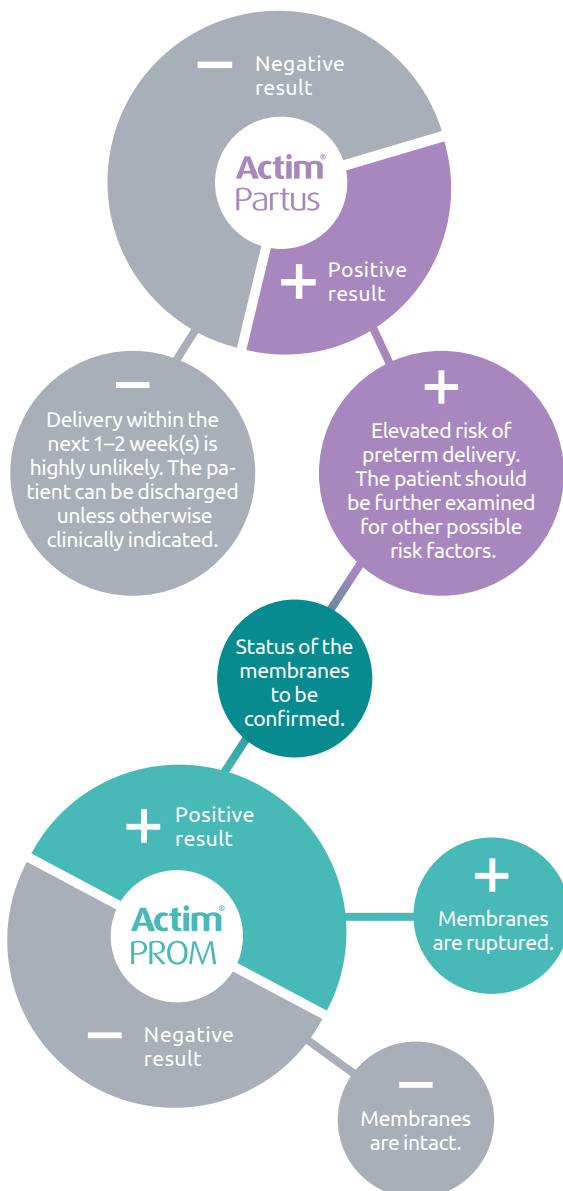 − Negative
result
Actim®
Partus
+ Positive
result
−
Delivery within the
next 1–2 week(s) is
highly unlikely. The pa-
tient can be discharged
unless otherwise
clinically indicated.
+
Elevated risk of
preterm delivery.
The patient should
be further examined
for other possible
risk factors.
Status of the
membranes
to be
confirmed.
+ Positive
result
Actim®
PROM
− Negative
result
+
Membranes
are ruptured.
−
Membranes
are intact.